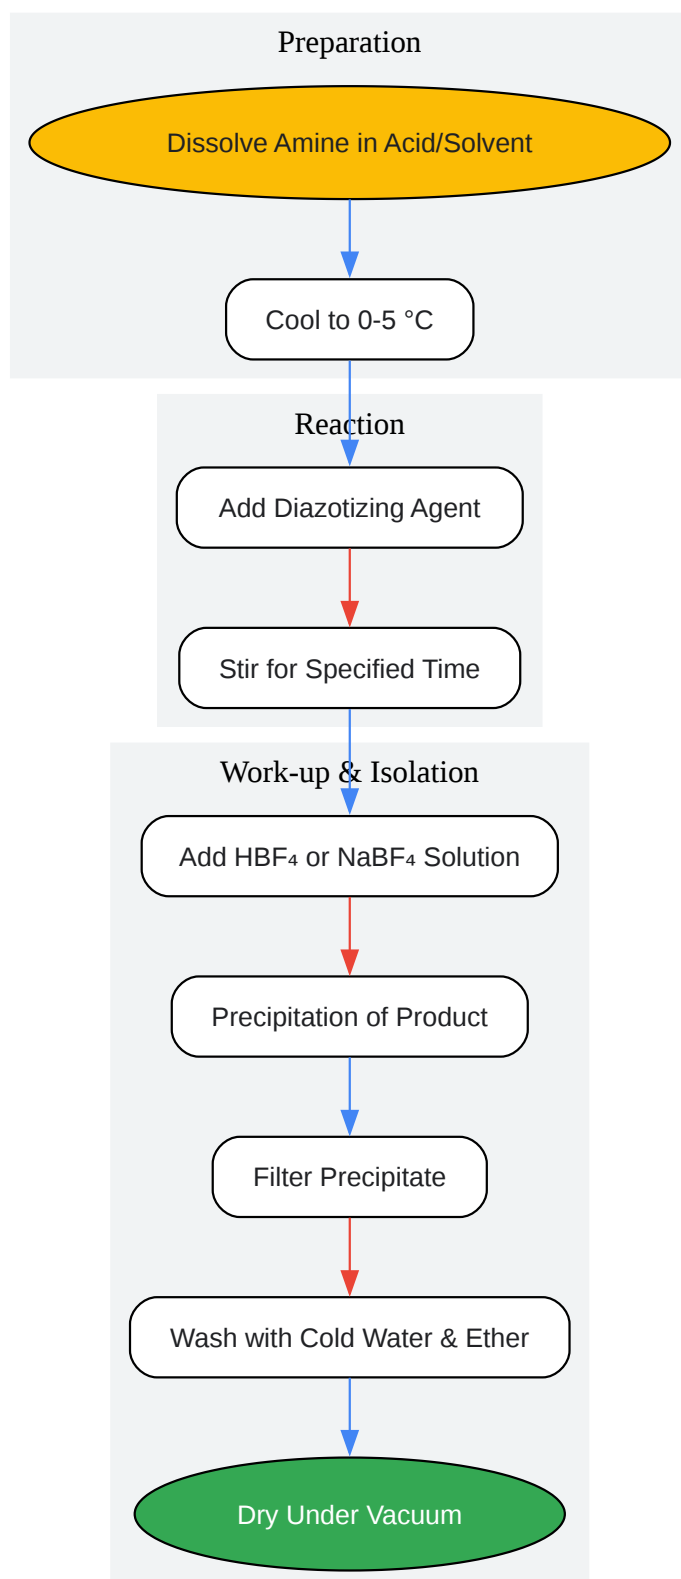 Preparation
Dissolve Amine in Acid/Solvent
Cool to 0-5 °C
Reaction
Add Diazotizing Agent
Stir for Specified Time
Work-up & Isolation
Add HBF₄ or NaBF₄ Solution
Precipitation of Product
Filter Precipitate
Wash with Cold Water & Ether
Dry Under Vacuum